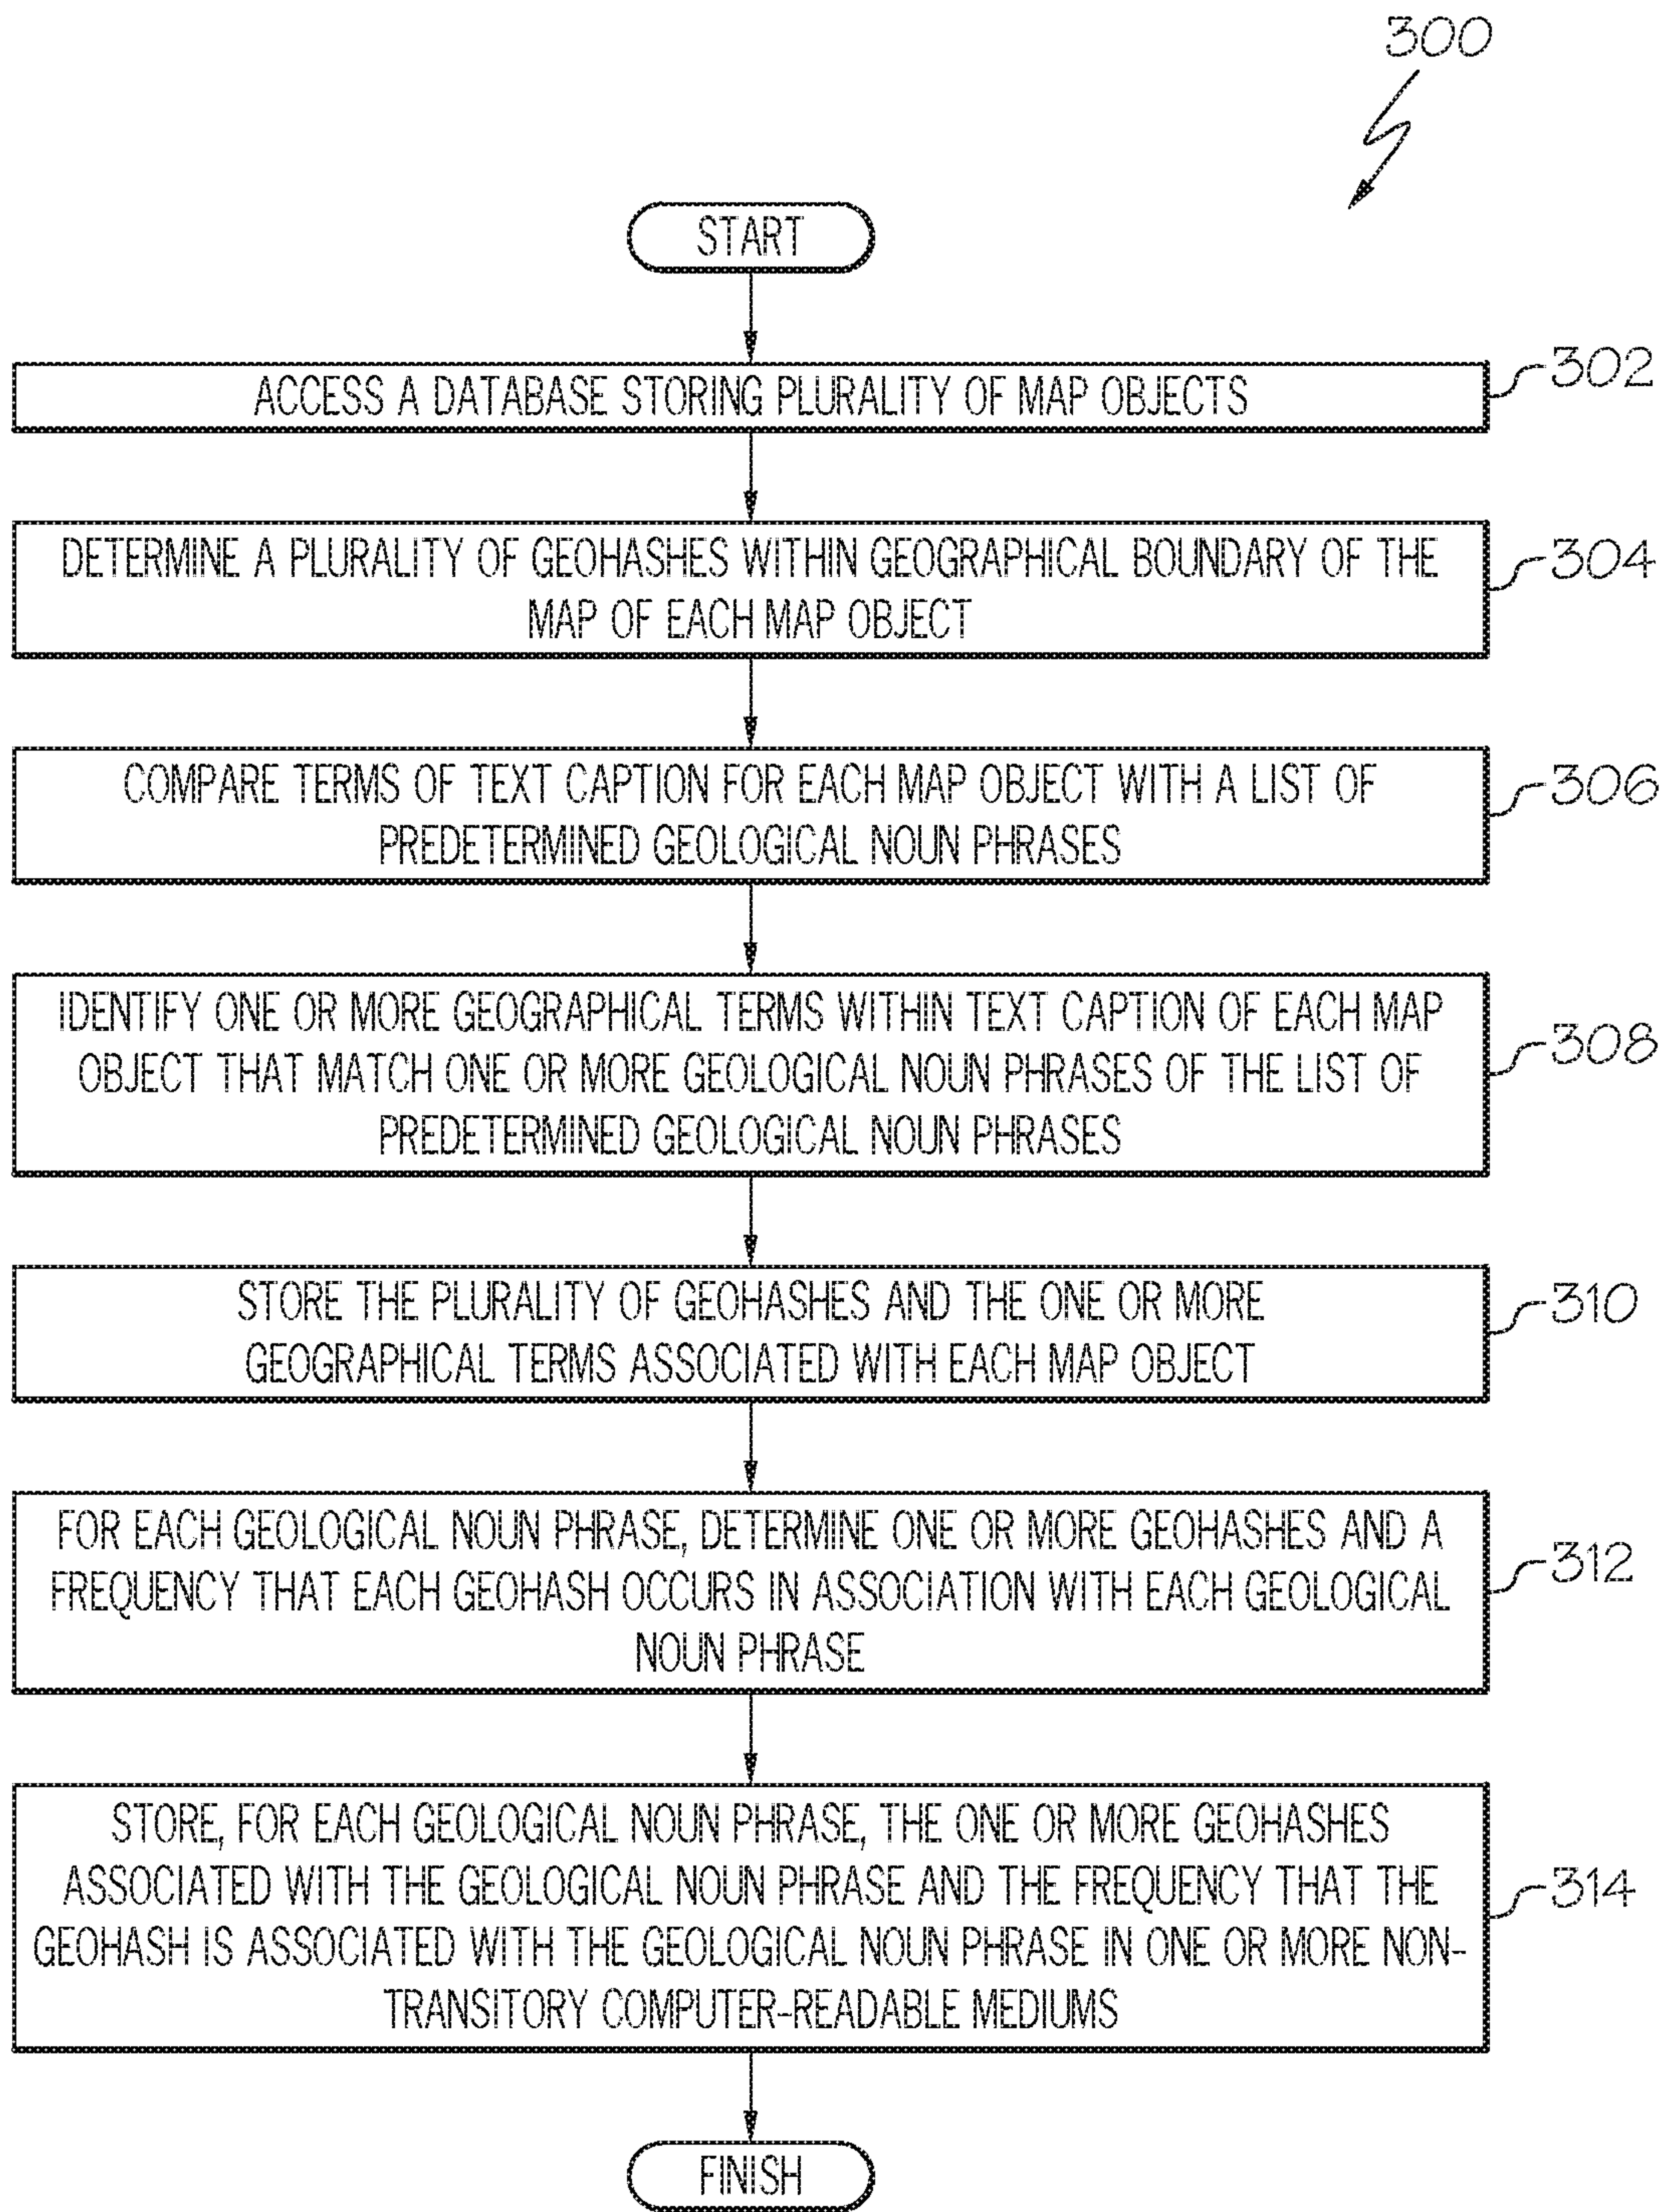 300
START
ACCESS A DATABASE STORING PLURALITY OF MAP OBJECTS
302
DETERMINE A PLURALITY OF GEOHASHES WITHIN GEOGRAPHICAL BOUNDARY OF THE
MAP OF EACH MAP OBJECT
304
COMPARE TERMS OF TEXT CAPTION FOR EACH MAP OBJECT WITH A LIST OF
PREDETERMINED GEOLOGICAL NOUN PHRASES
306
IDENTIFY ONE OR MORE GEOGRAPHICAL TERMS WITHIN TEXT CAPTION OF EACH MAP
OBJECT THAT MATCH ONE OR MORE GEOLOGICAL NOUN PHRASES OF THE LIST OF
PREDETERMINED GEOLOGICAL NOUN PHRASES
308
STORE THE PLURALITY OF GEOHASHES AND THE ONE OR MORE
GEOGRAPHICAL TERMS ASSOCIATED WITH EACH MAP OBJECT
310
FOR EACH GEOLOGICAL NOUN PHRASE, DETERMINE ONE OR MORE GEOHASHES AND A
FREQUENCY THAT EACH GEOHASH OCCURS IN ASSOCIATION WITH EACH GEOLOGICAL
NOUN PHRASE
312
STORE, FOR EACH GEOLOGICAL NOUN PHRASE, THE ONE OR MORE GEOHASHES
ASSOCIATED WITH THE GEOLOGICAL NOUN PHRASE AND THE FREQUENCY THAT THE
GEOHASH IS ASSOCIATED WITH THE GEOLOGICAL NOUN PHRASE IN ONE OR MORE NON-
TRANSITORY COMPUTER-READABLE MEDIUMS
314
FINISH